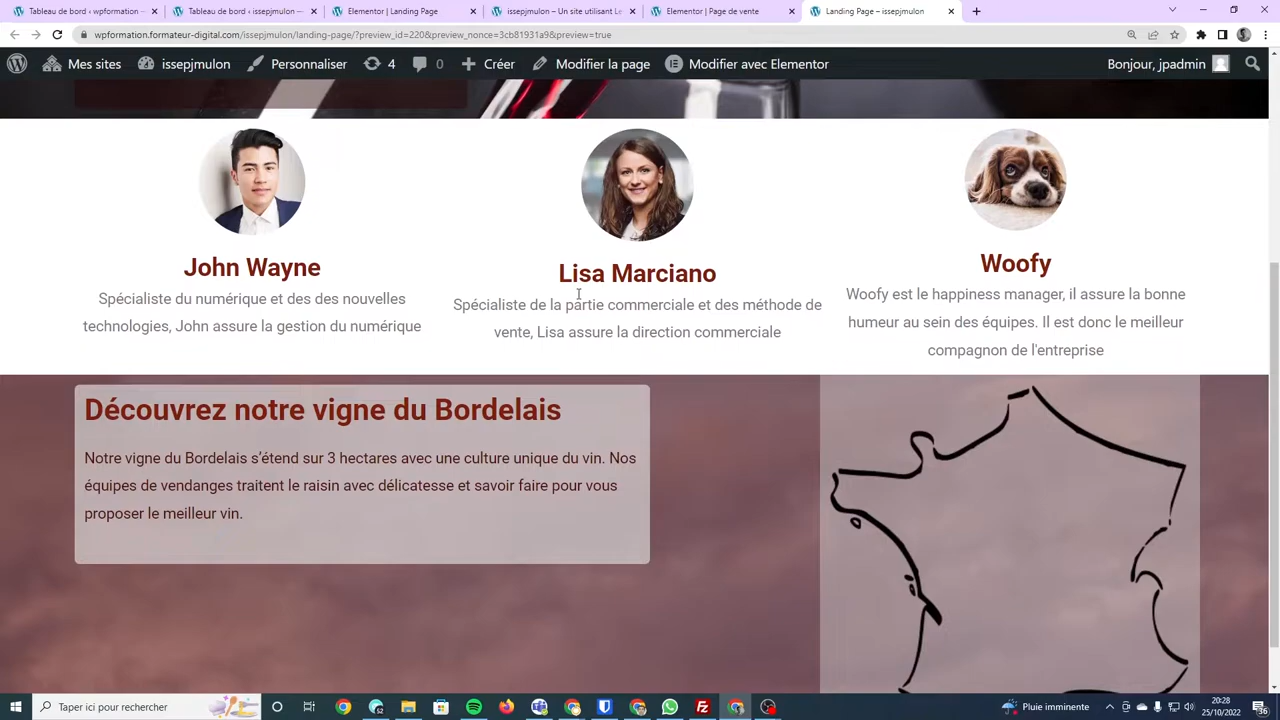 Tableau de bord ‹ wpformation.
Tableau de bord ‹ issepjmulon
Elementor | Landing Page
issepjmulon – Un site utilisant Le
Elementor | Page de vente
Landing Page – issepjmulon
wpformation.formateur-digital.com/issepjmulon/landing-page/?preview_id=220&preview_nonce=3cb81931a9&preview=true
Mes sites
issepjmulon
Personnaliser
4
0
Créer
Modifier la page
Modifier avec Elementor
Bonjour, jpadmin
John Wayne
Spécialiste du numérique et des des nouvelles
technologies, John assure la gestion du numérique
Lisa Marciano
Spécialiste de la partie commerciale et des méthode de
vente, Lisa assure la direction commerciale
Woofy
Woofy est le happiness manager, il assure la bonne
humeur au sein des équipes. Il est donc le meilleur
compagnon de l'entreprise
Découvrez notre vigne du Bordelais
Notre vigne du Bordelais s’étend sur 3 hectares avec une culture unique du vin. Nos
équipes de vendanges traitent le raisin avec délicatesse et savoir faire pour vous
proposer le meilleur vin.
Taper ici pour rechercher
Pluie imminente
20:28
25/10/2022